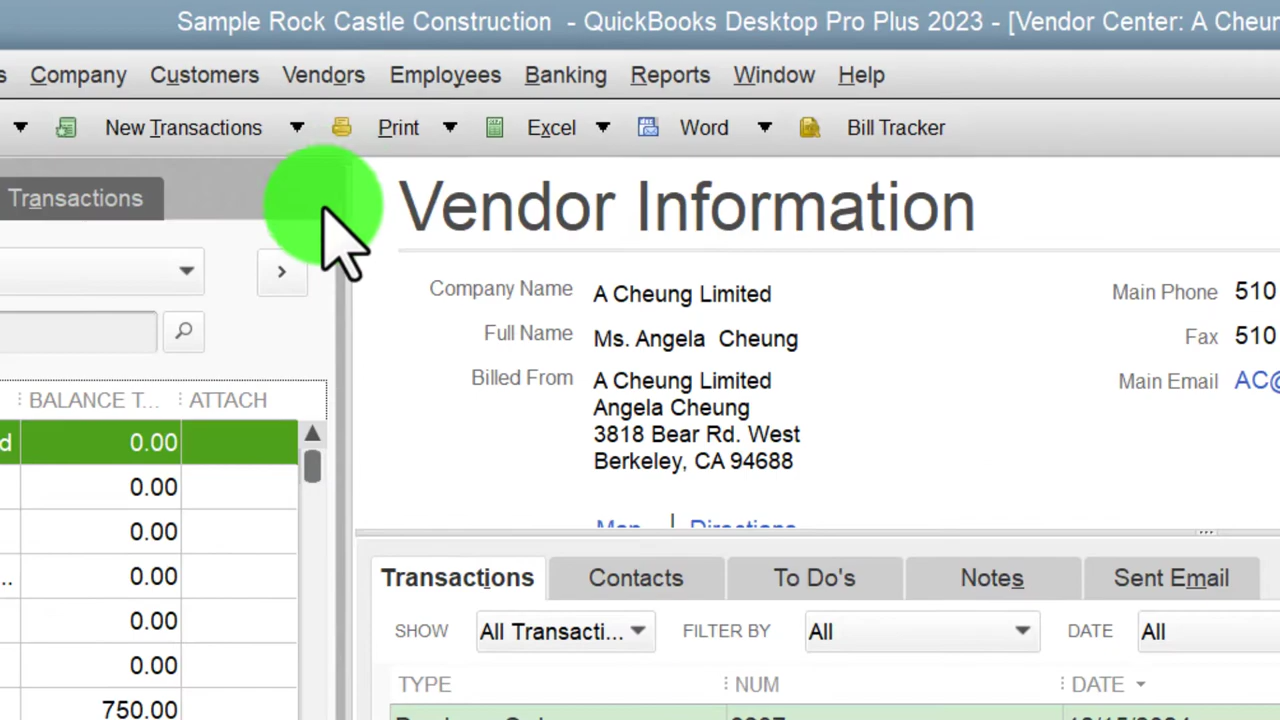 Sample Rock Castle Construction - QuickBooks Desktop Pro Plus 2023 - [Vendor Center: A Cheun
s Company Customers Vendors Employees Banking Reports Window Help
New Transactions Print Excel Word Bill Tracker
Transactions
Vendor Information
Company Name A Cheung Limited
Main Phone 510
Full Name Ms. Angela Cheung
Fax 510
Billed From A Cheung Limited
Main Email AC@
Angela Cheung
3818 Bear Rd. West
Berkeley, CA 94688
Map | Directions
BALANCE T... ATTACH
d 0.00
0.00
0.00
.. 0.00
0.00
0.00
750.00
Transactions Contacts To Do's Notes Sent Email
SHOW All Transacti... FILTER BY All DATE All
TYPE NUM DATE